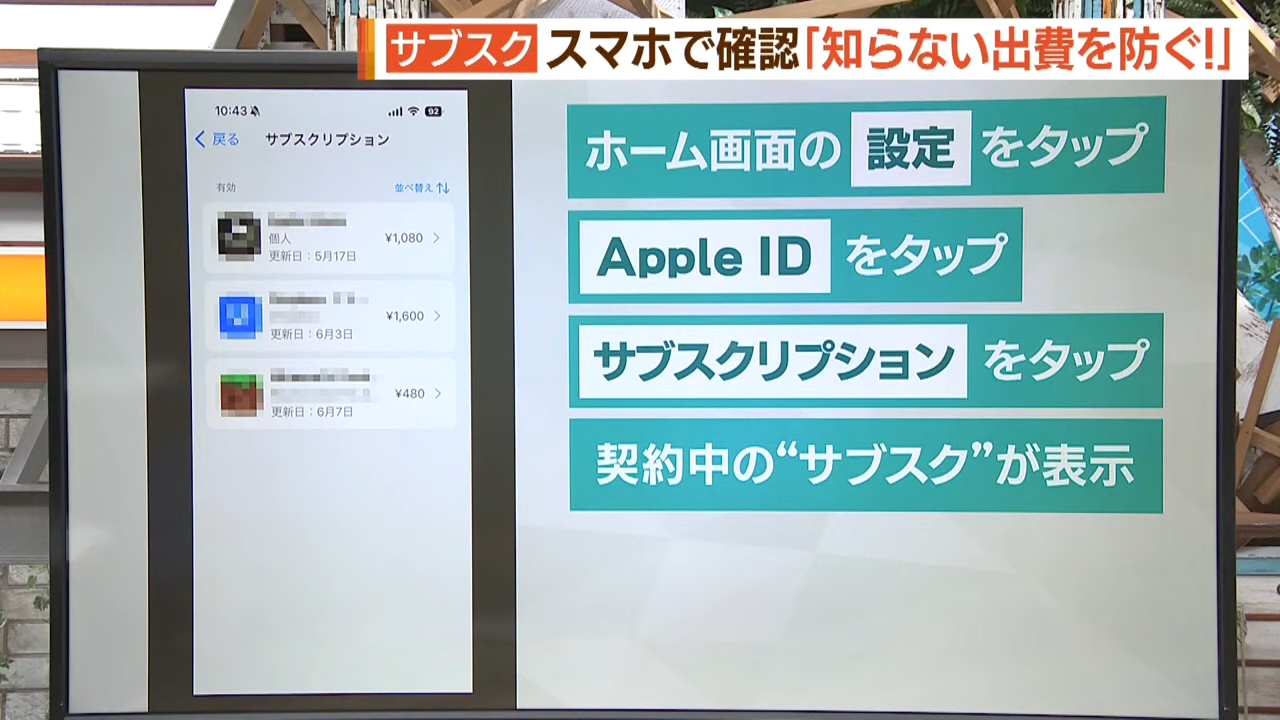 サブスク スマホで確認「知らない出費を防ぐ!」
10:43
92
戻る
サブスクリプション
有効
並べ替え
個人
¥1,080
更新日:5月17日
¥1,600
更新日:6月3日
¥480
更新日:6月7日
ホーム画面の 設定 をタップ
Apple ID をタップ
サブスクリプション をタップ
契約中の“サブスク”が表示